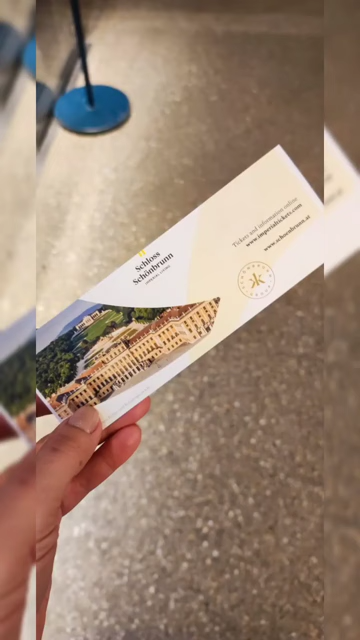 Schloss
Schönbrunn
Tickets and information online
www.imperialtickets.com
www.schoenbrunn.at